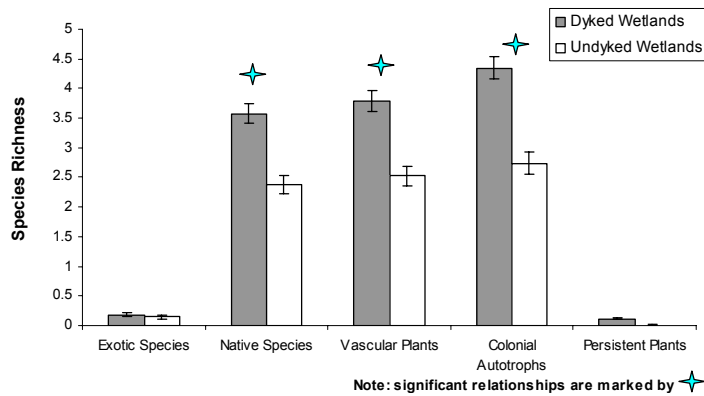 Dyked Wetlands
Undyked Wetlands
Species Richness
5
4.5
4
3.5
3
2.5
2
1.5
1
0.5
0
Exotic Species Native Species Vascular Plants Colonial Persistent Plants
Autotrophs
Note: significant relationships are marked by